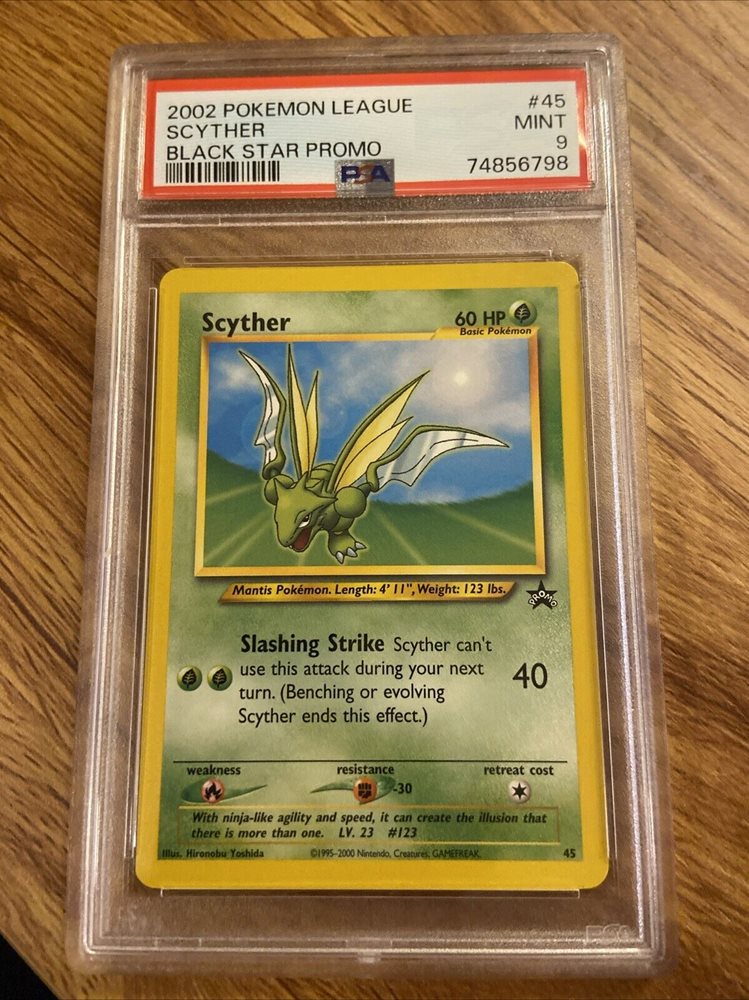 2002 POKEMON LEAGUE #45
SCYTHER MINT
BLACK STAR PROMO 9
PSA 74856798
Scyther 60 HP
Basic Pokémon
Mantis Pokémon. Length: 4' 11", Weight: 123 lbs.
PROMO
Slashing Strike Scyther can't
use this attack during your next
turn. (Benching or evolving
Scyther ends this effect.)
40
weakness resistance retreat cost
-30
With ninja-like agility and speed, it can create the illusion that
there is more than one. LV. 23 #123
Illus. Hironobu Yoshida ©1995-2000 Nintendo, Creatures, GAMEFREAK. 45
PSA